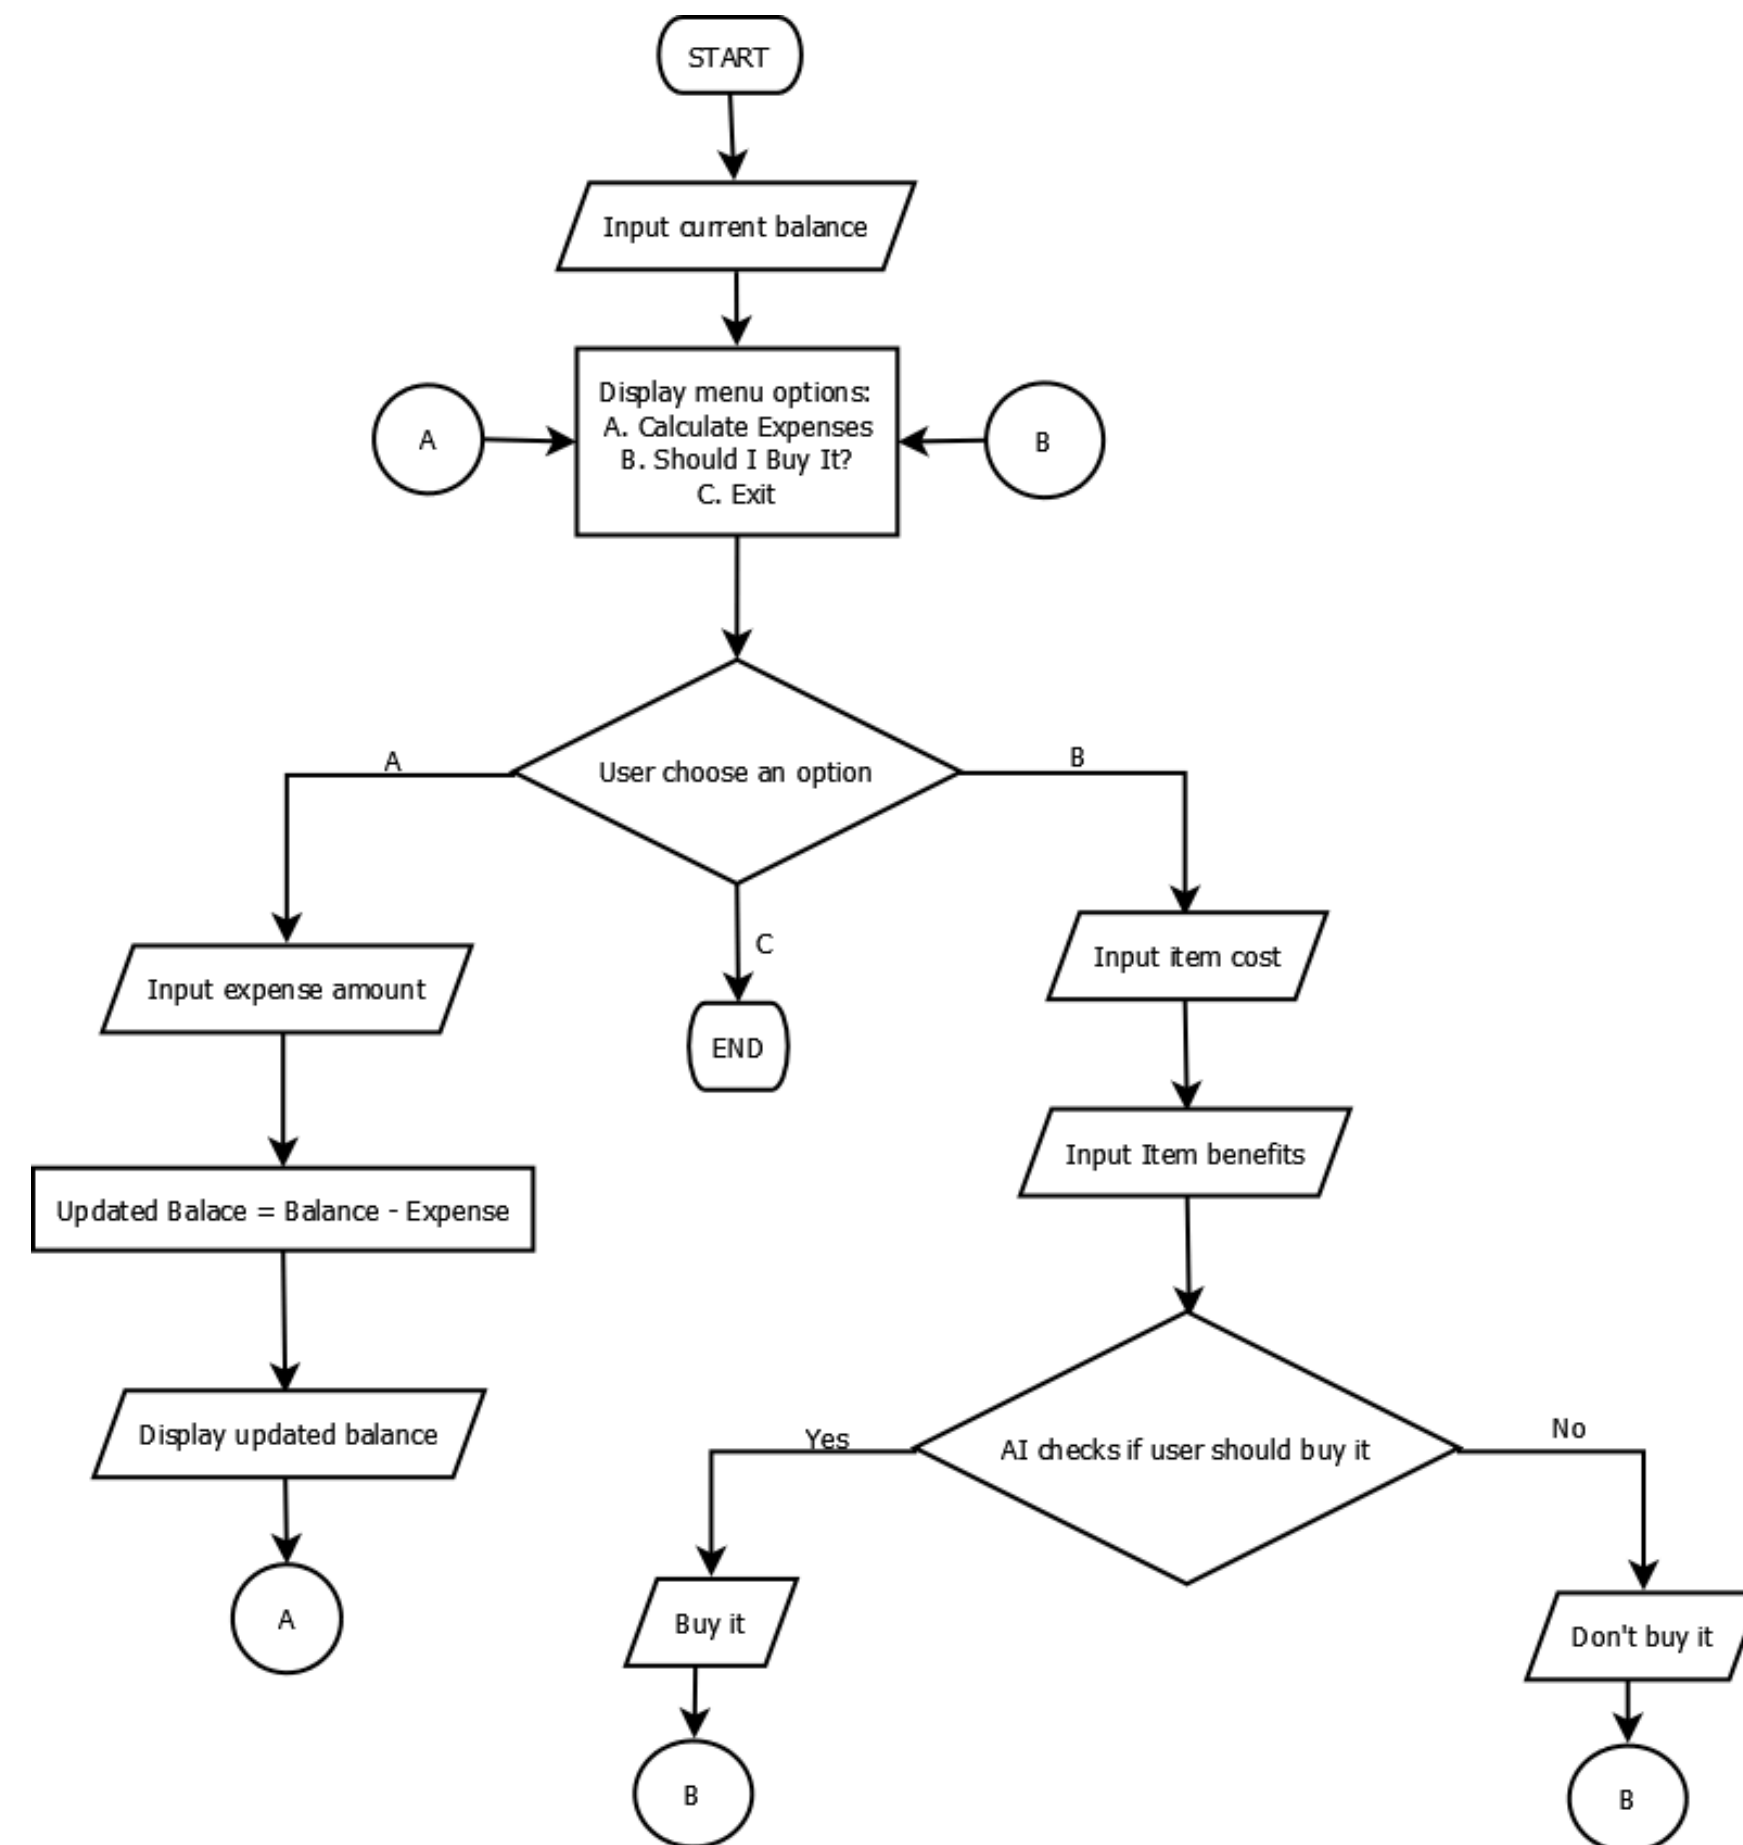 START
Input current balance
Display menu options:
A. Calculate Expenses
B. Should I Buy It?
C. Exit
A
B
User choose an option
A
B
C
Input expense amount
Input item cost
END
Input Item benefits
Updated Balace = Balance - Expense
Display updated balance
AI checks if user should buy it
Yes
No
A
Buy it
Don't buy it
B
B